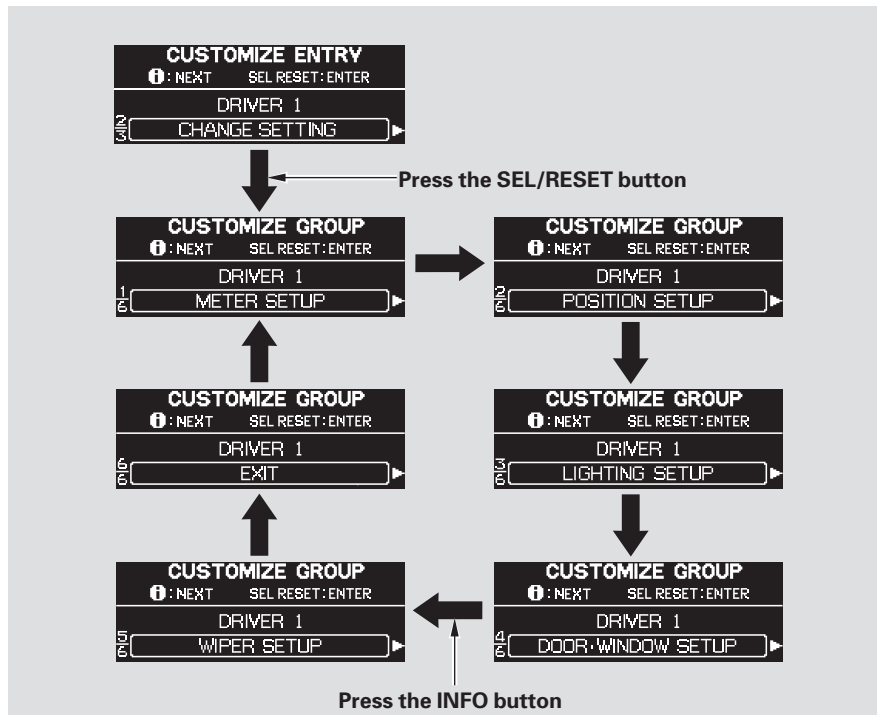 CUSTOMIZE ENTRY
i : NEXT SEL RESET: ENTER
DRIVER 1
2/3 CHANGE SETTING
Press the SEL/RESET button
CUSTOMIZE GROUP
i : NEXT SEL RESET: ENTER
DRIVER 1
1/6 METER SETUP
CUSTOMIZE GROUP
i : NEXT SEL RESET: ENTER
DRIVER 1
2/6 POSITION SETUP
CUSTOMIZE GROUP
i : NEXT SEL RESET: ENTER
DRIVER 1
6/6 EXIT
CUSTOMIZE GROUP
i : NEXT SEL RESET: ENTER
DRIVER 1
3/6 LIGHTING SETUP
CUSTOMIZE GROUP
i : NEXT SEL RESET: ENTER
DRIVER 1
5/6 WIPER SETUP
CUSTOMIZE GROUP
i : NEXT SEL RESET: ENTER
DRIVER 1
4/6 DOOR·WINDOW SETUP
Press the INFO button